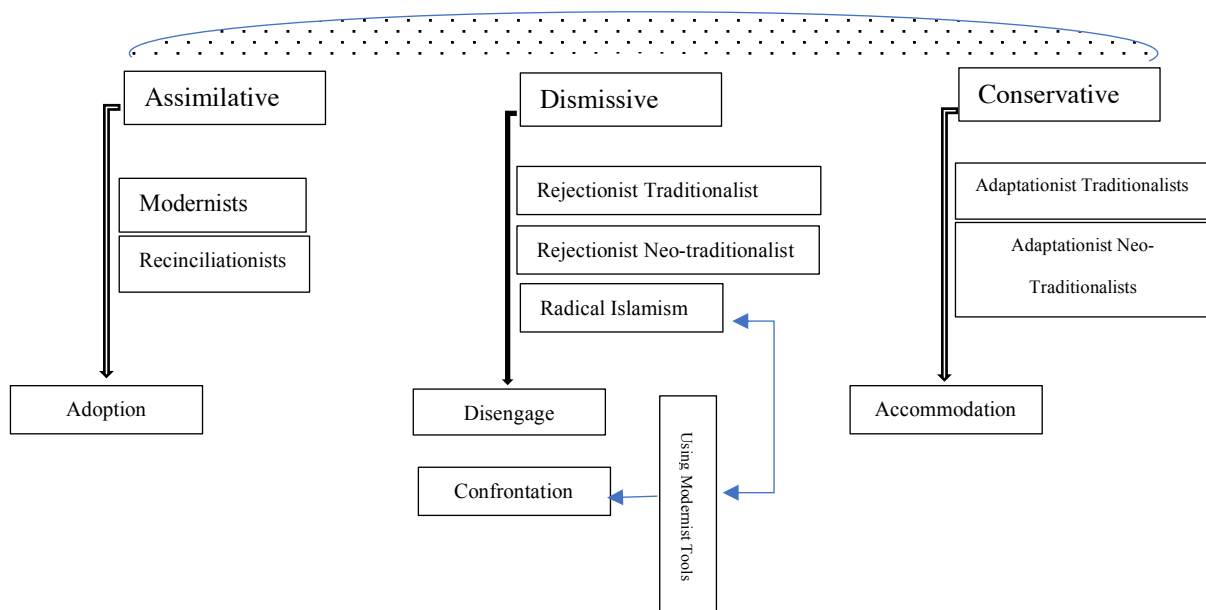 Assimilative
Dismissive
Conservative
Modernists
Recinciliationists
Rejectionist Traditionalist
Rejectionist Neo-traditionalist
Radical Islamism
Adaptationist Traditionalists
Adaptationist Neo-
Traditionalists
Adoption
Disengage
Accommodation
Confrontation
Using Modernist Tools